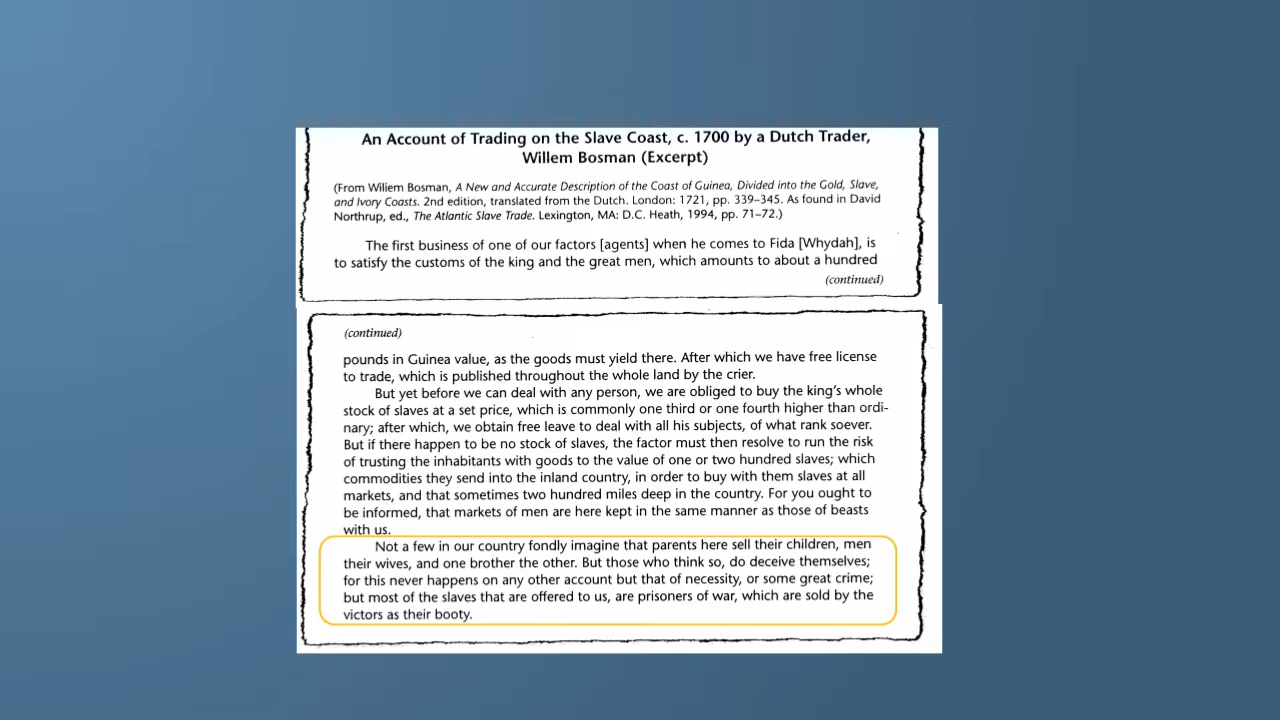 An Account of Trading on the Slave Coast, c. 1700 by a Dutch Trader,
Willem Bosman (Excerpt)
(From Wiliem Bosman, A New and Accurate Description of the Coast of Guinea, Divided into the Gold, Slave,
and Ivory Coasts. 2nd edition, translated from the Dutch. London: 1721, pp. 339–345. As found in David
Northrup, ed., The Atlantic Slave Trade. Lexington, MA: D.C. Heath, 1994, pp. 71–72.)
The first business of one of our factors [agents] when he comes to Fida [Whydah], is
to satisfy the customs of the king and the great men, which amounts to about a hundred
(continued)
(continued)
pounds in Guinea value, as the goods must yield there. After which we have free license
to trade, which is published throughout the whole land by the crier.
But yet before we can deal with any person, we are obliged to buy the king's whole
stock of slaves at a set price, which is commonly one third or one fourth higher than ordi-
nary; after which, we obtain free leave to deal with all his subjects, of what rank soever.
But if there happen to be no stock of slaves, the factor must then resolve to run the risk
of trusting the inhabitants with goods to the value of one or two hundred slaves; which
commodities they send into the inland country, in order to buy with them slaves at all
markets, and that sometimes two hundred miles deep in the country. For you ought to
be informed, that markets of men are here kept in the same manner as those of beasts
with us.
Not a few in our country fondly imagine that parents here sell their children, men
their wives, and one brother the other. But those who think so, do deceive themselves;
for this never happens on any other account but that of necessity, or some great crime;
but most of the slaves that are offered to us, are prisoners of war, which are sold by the
victors as their booty.